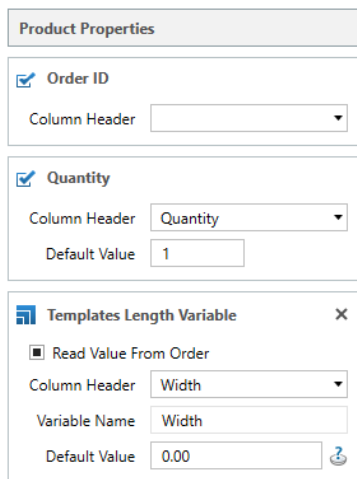 Product Properties
Order ID
Column Header
Quantity
Column Header Quantity
Default Value 1
Templates Length Variable
Read Value From Order
Column Header Width
Variable Name Width
Default Value 0.00